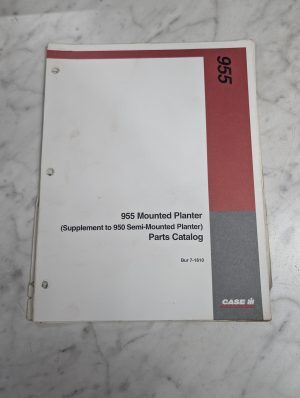 955
955 Mounted Planter
(Supplement to 950 Semi-Mounted Planter)
Parts Catalog
Bur 7-1610
CASE IH